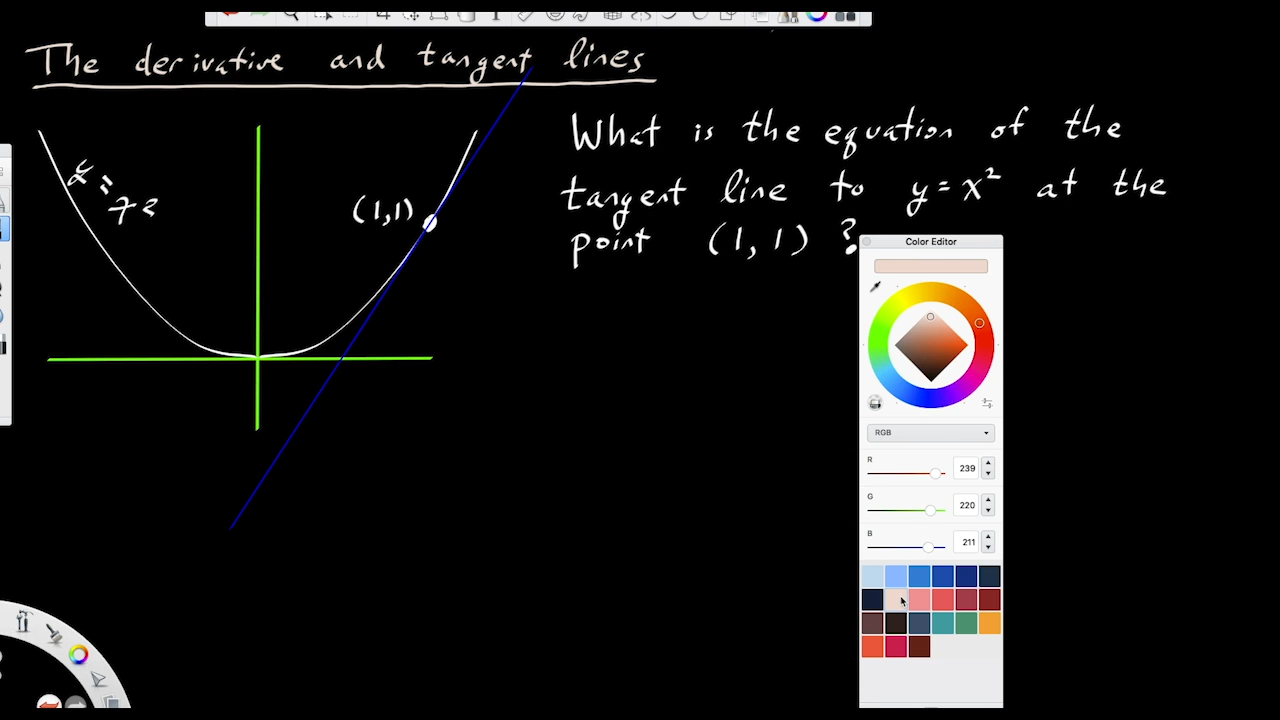 The derivative and tangent lines
What is the equation of the
tangent line to y=x²  at the
point (1,1) ?
y =
x²
(1,1)
Color Editor
RGB
R
239
G
220
B
211